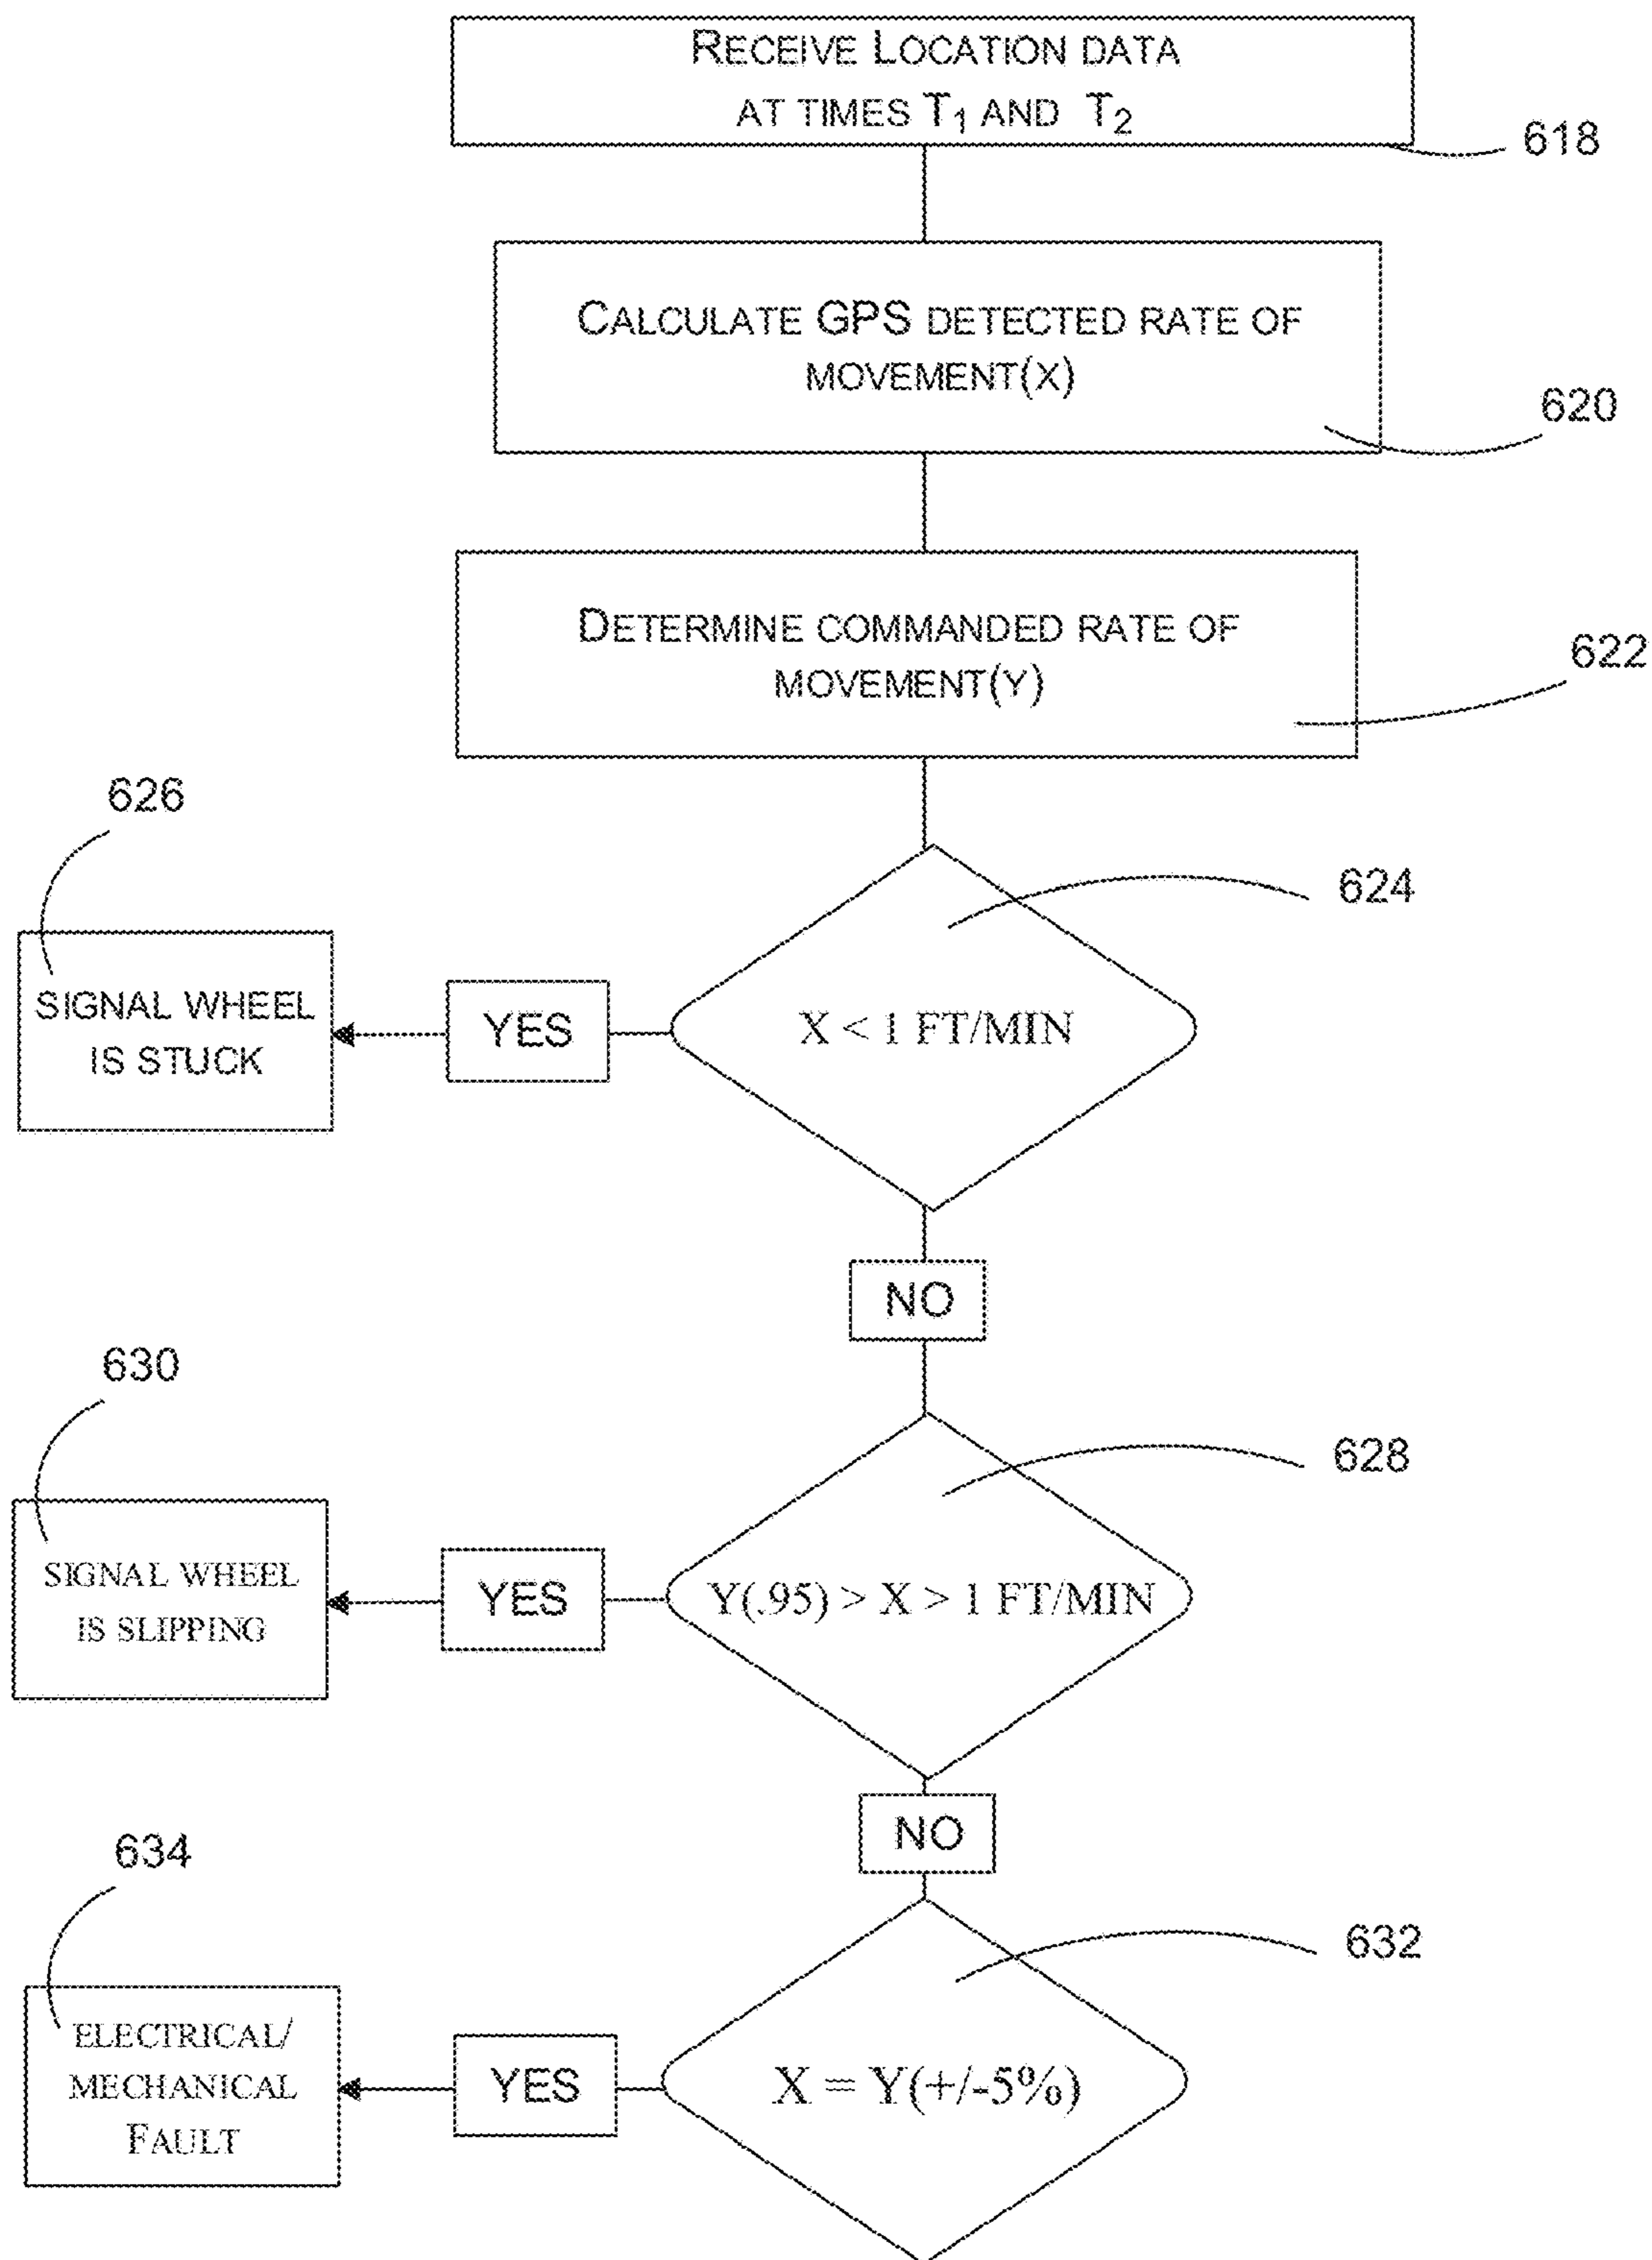 RECEIVE LOCATION DATA
AT TIMES T1 AND T2
618
CALCULATE GPS DETECTED RATE OF
MOVEMENT(X)
620
DETERMINE COMMANDED RATE OF
MOVEMENT(Y)
622
626
624
SIGNAL WHEEL
IS STUCK
YES
X < 1 FT/MIN
NO
630
628
SIGNAL WHEEL
IS SLIPPING
YES
Y(.95) > X > 1 FT/MIN
NO
634
632
ELECTRICAL/
MECHANICAL
FAULT
YES
X = Y(+/-5%)